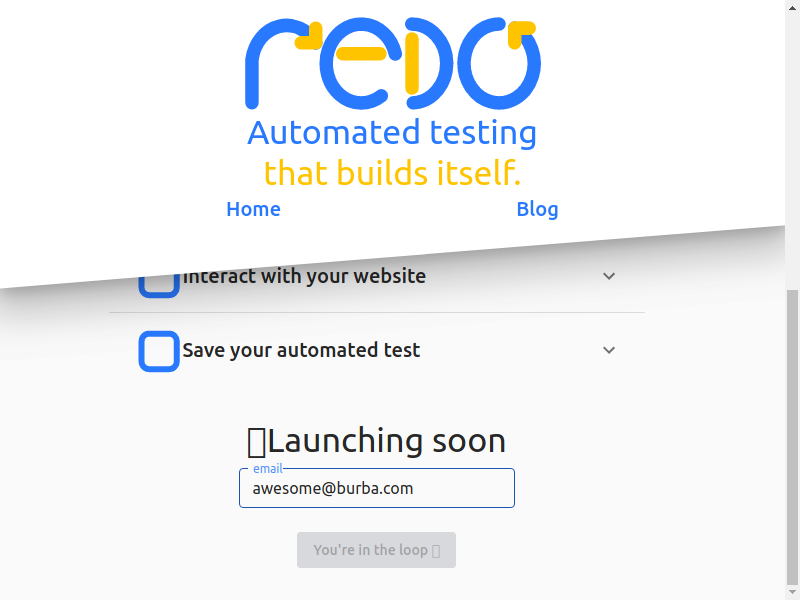 redo
Automated testing
that builds itself.
Home
Blog
Interact with your website
Save your automated test
Launching soon
email
awesome@burba.com
You're in the loop